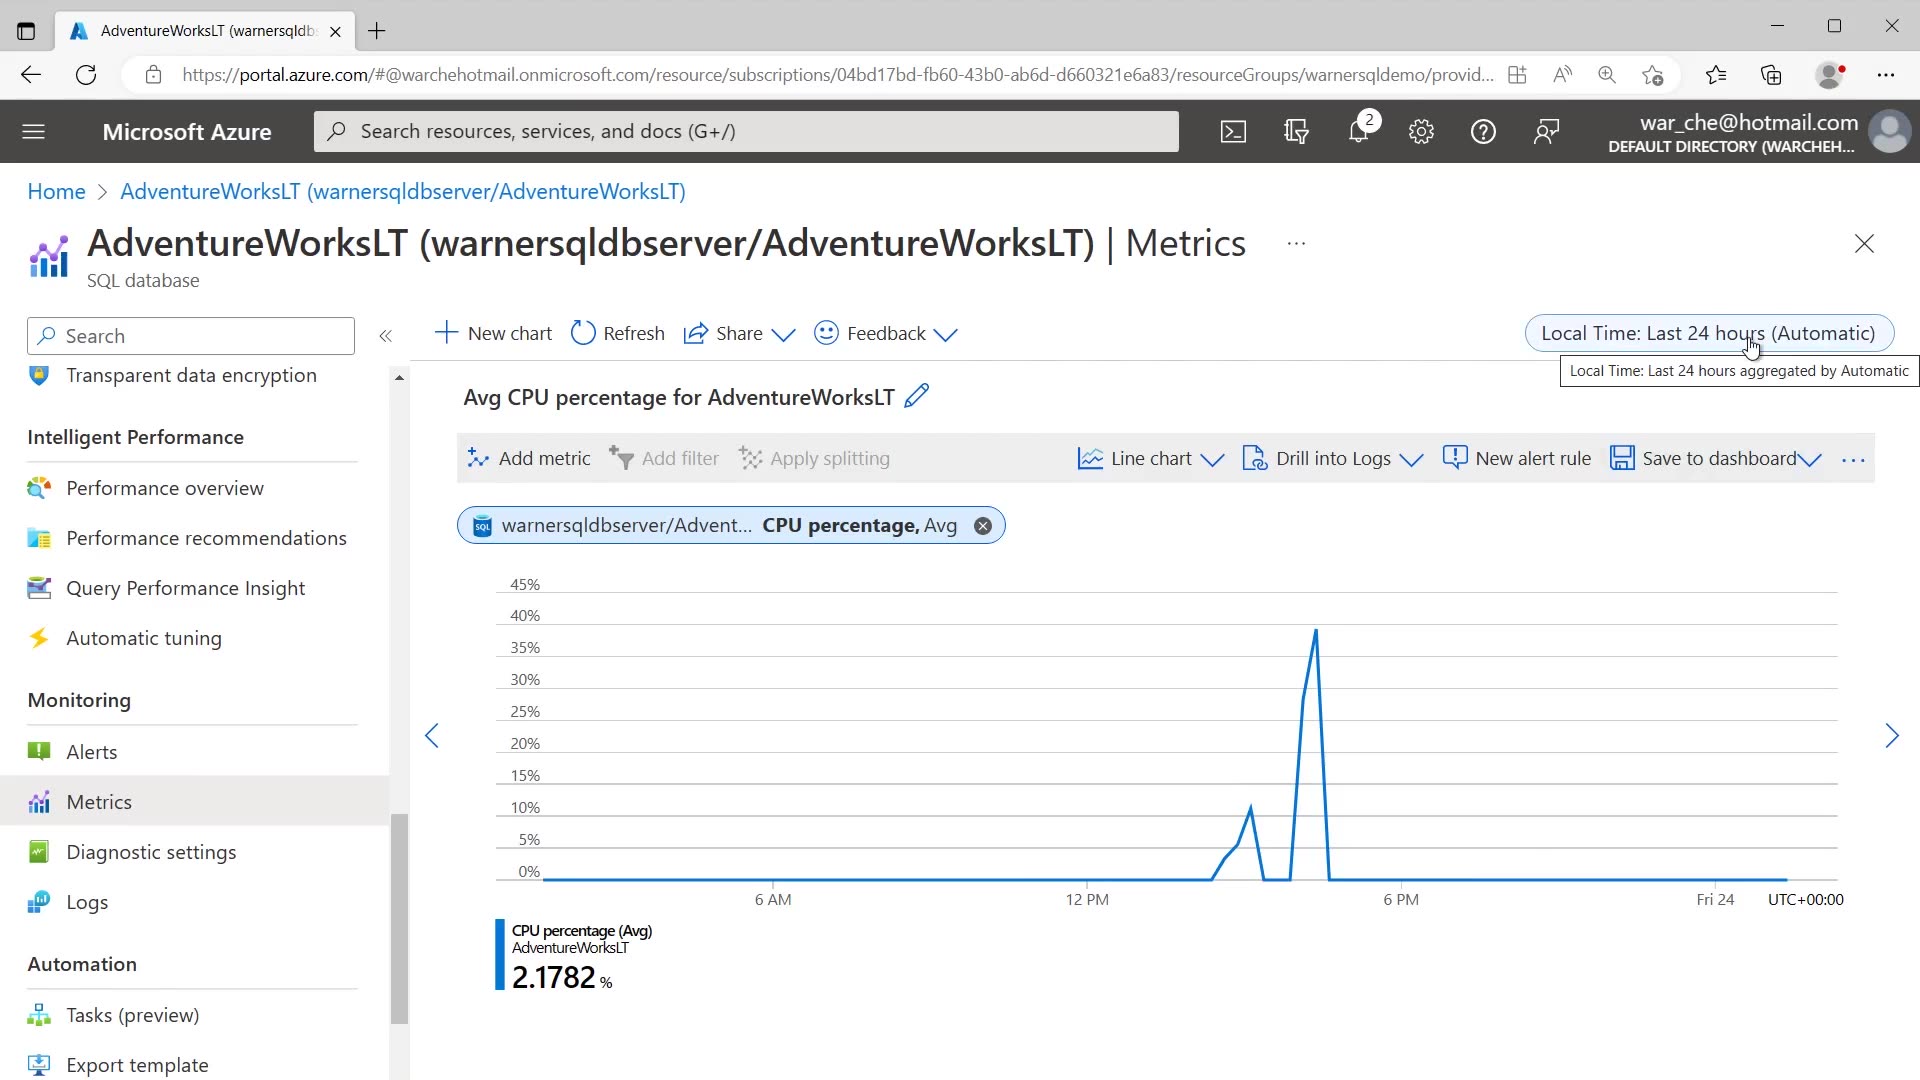 AdventureWorksLT (warnersqldb
https://portal.azure.com/#@warchehotmail.onmicrosoft.com/resource/subscriptions/04bd17bd-fb60-43b0-ab6d-d660321e6a83/resourceGroups/warnersqldemo/provid...
Microsoft Azure
Search resources, services, and docs (G+/)
2
war_che@hotmail.com
DEFAULT DIRECTORY (WARCHEH...
Home > AdventureWorksLT (warnersqldbserver/AdventureWorksLT)
AdventureWorksLT (warnersqldbserver/AdventureWorksLT) | Metrics ...
SQL database
Search
«
New chart
Refresh
Share
Feedback
Local Time: Last 24 hours (Automatic)
Local Time: Last 24 hours aggregated by Automatic
Transparent data encryption
Intelligent Performance
Performance overview
Performance recommendations
Query Performance Insight
Automatic tuning
Monitoring
Alerts
Metrics
Diagnostic settings
Logs
Automation
Tasks (preview)
Export template
Avg CPU percentage for AdventureWorksLT
Add metric
Add filter
Apply splitting
Line chart
Drill into Logs
New alert rule
Save to dashboard
...
SQL
warnersqldbserver/Advent... CPU percentage, Avg
45%
40%
35%
30%
25%
20%
15%
10%
5%
0%
6 AM
12 PM
6 PM
Fri 24
UTC+00:00
CPU percentage (Avg)
AdventureWorksLT
2.1782 %